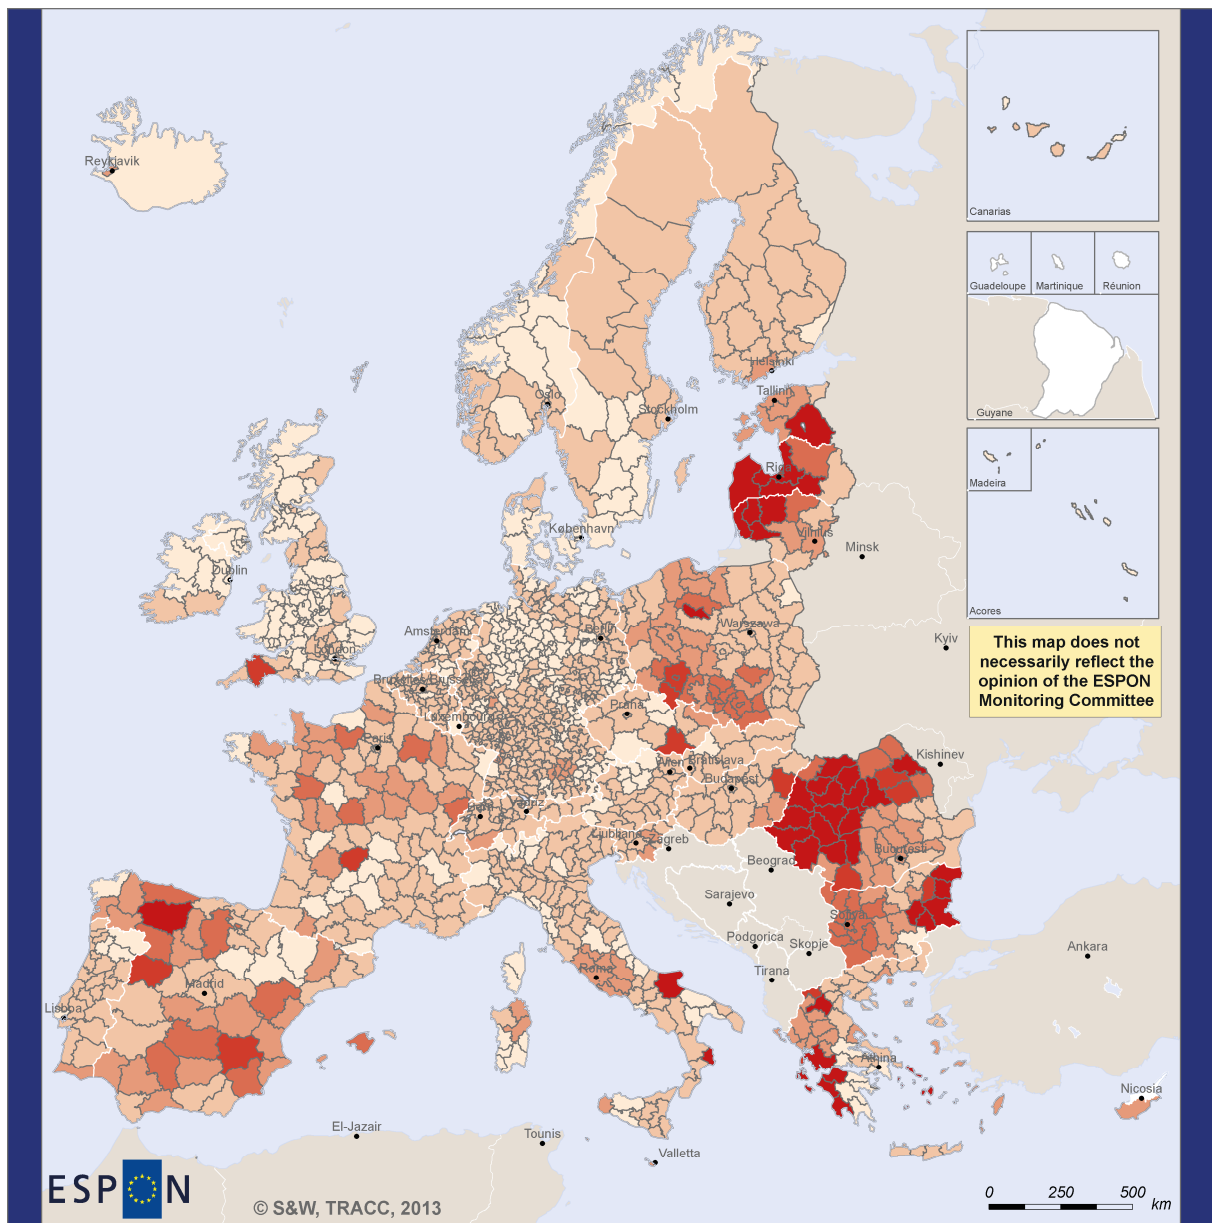 Reykjavik
Canarias
Guadeloupe
Martinique
Réunion
Guyane
Helsinki
Tallinn
Oslo
Stockholm
Riga
Madeira
København
Vilnius
Minsk
Dublin
Acores
Amsterdam
Berlin
Warszawa
London
Kyiv
This map does not
necessarily reflect the
opinion of the ESPON
Monitoring Committee
Bruxelles/Brussel
Praha
Luxembourg
Paris
Kishinev
Wien
Bratislava
Budapest
Bern
Vaduz
Ljubljana
Zagreb
Bucuresti
Beograd
Sarajevo
Sofiya
Podgorica
Skopje
Ankara
Roma
Tirana
Madrid
Lisboa
Athina
Nicosia
El-Jazair
Tounis
Valletta
ESPON
© S&W, TRACC, 2013
0 250 500
km